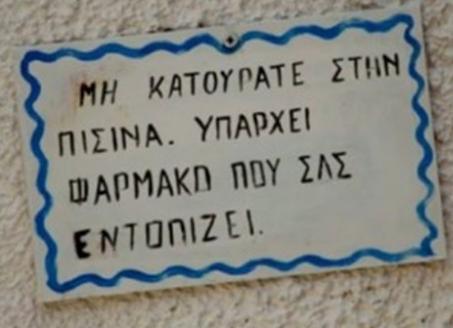 ΜΗ ΚΑΤΟΥΡΑΤΕ ΣΤΗΝ
ΠΙΣΙΝΑ. ΥΠΑΡΧΕΙ
ΦΑΡΜΑΚΟ ΠΟΥ ΣΑΣ
ΕΝΤΟΠΙΖΕΙ.